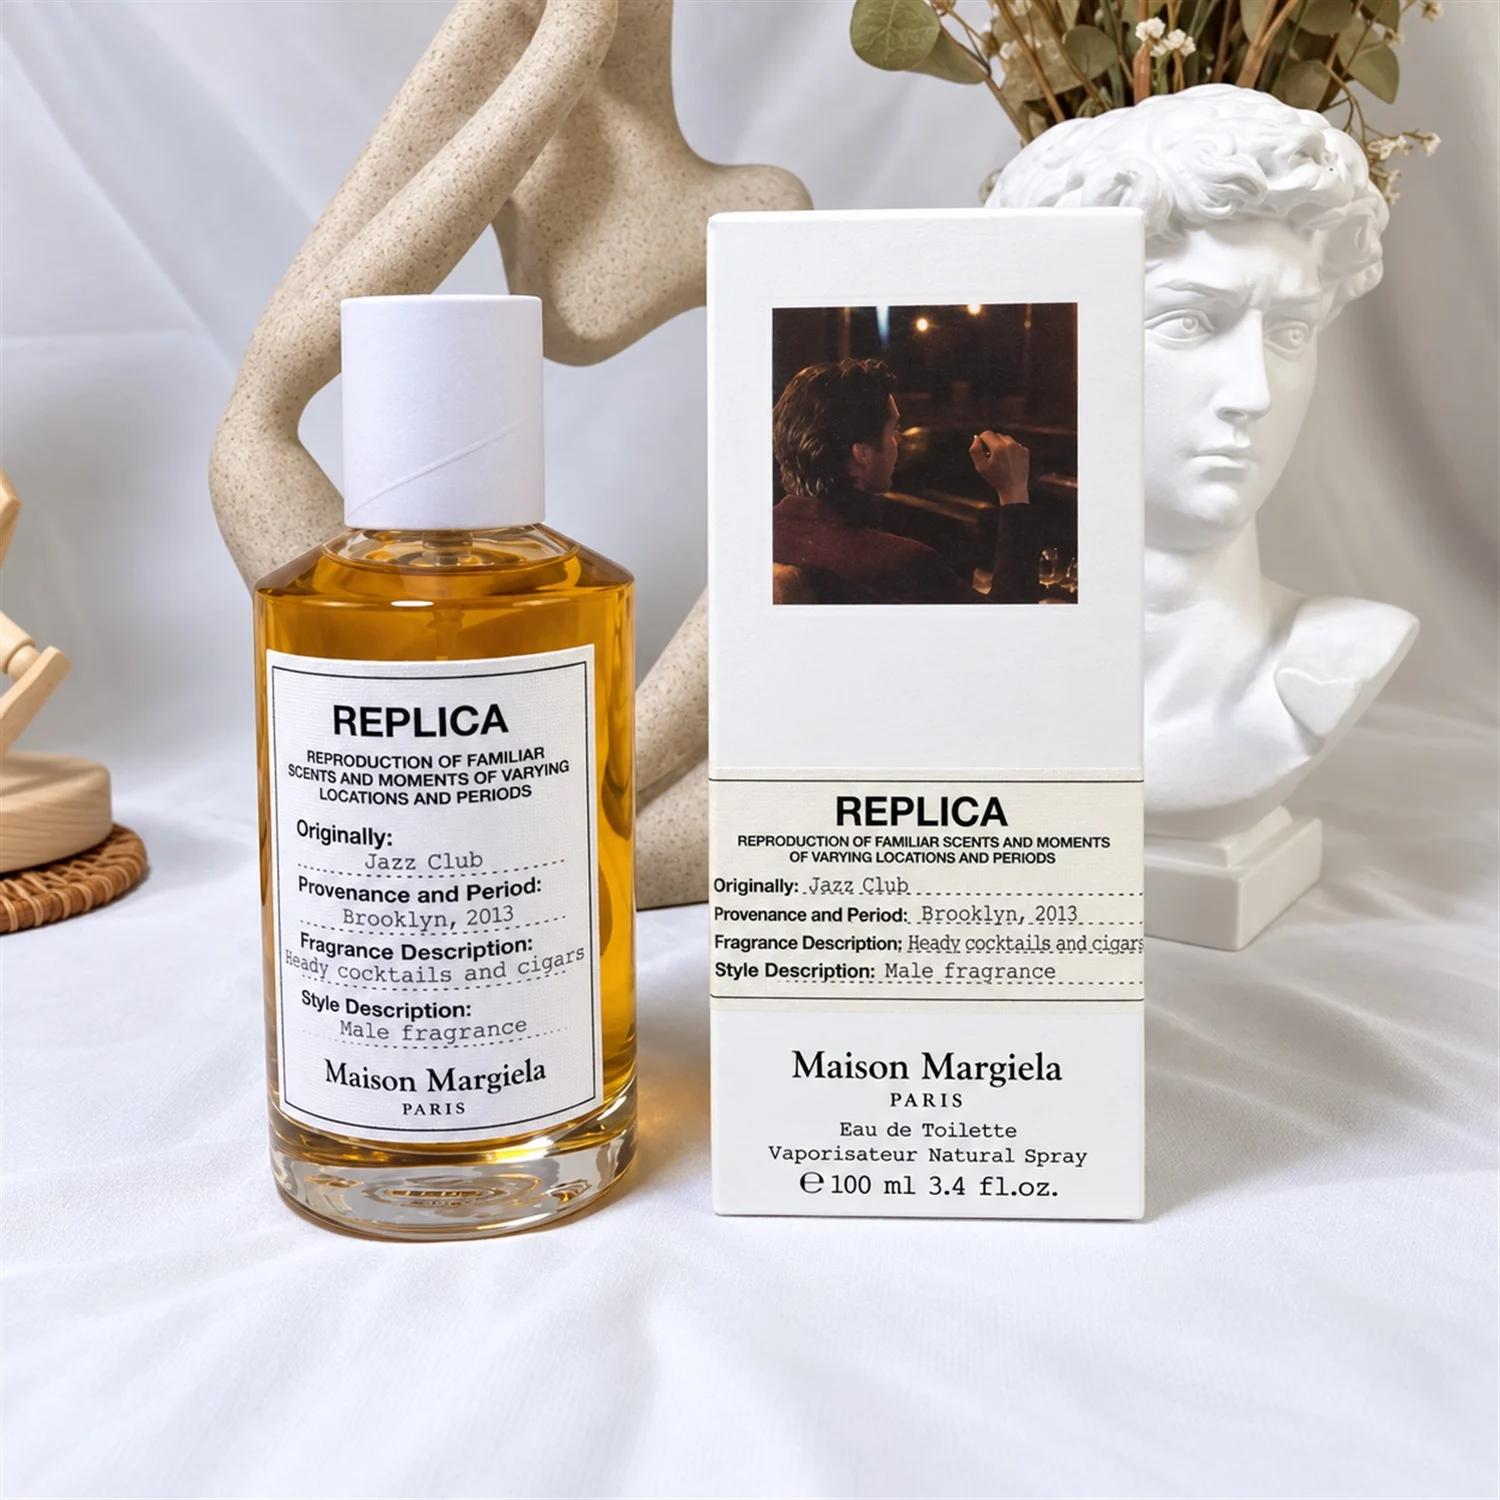 REPLICA
REPRODUCTION OF FAMILIAR
SCENTS AND MOMENTS OF VARYING
LOCATIONS AND PERIODS
Originally:
Jazz Club
Provenance and Period:
Brooklyn, 2013
Fragrance Description:
Heady cocktails and cigars
Style Description:
Male fragrance
Maison Margiela
PARIS
REPLICA
REPRODUCTION OF FAMILIAR SCENTS AND MOMENTS
OF VARYING LOCATIONS AND PERIODS
Originally: Jazz Club
Provenance and Period: Brooklyn, 2013
Fragrance Description: Heady cocktails and cigars
Style Description: Male fragrance
Maison Margiela
PARIS
Eau de Toilette
Vaporisateur Natural Spray
℮ 100 ml 3.4 fl.oz.